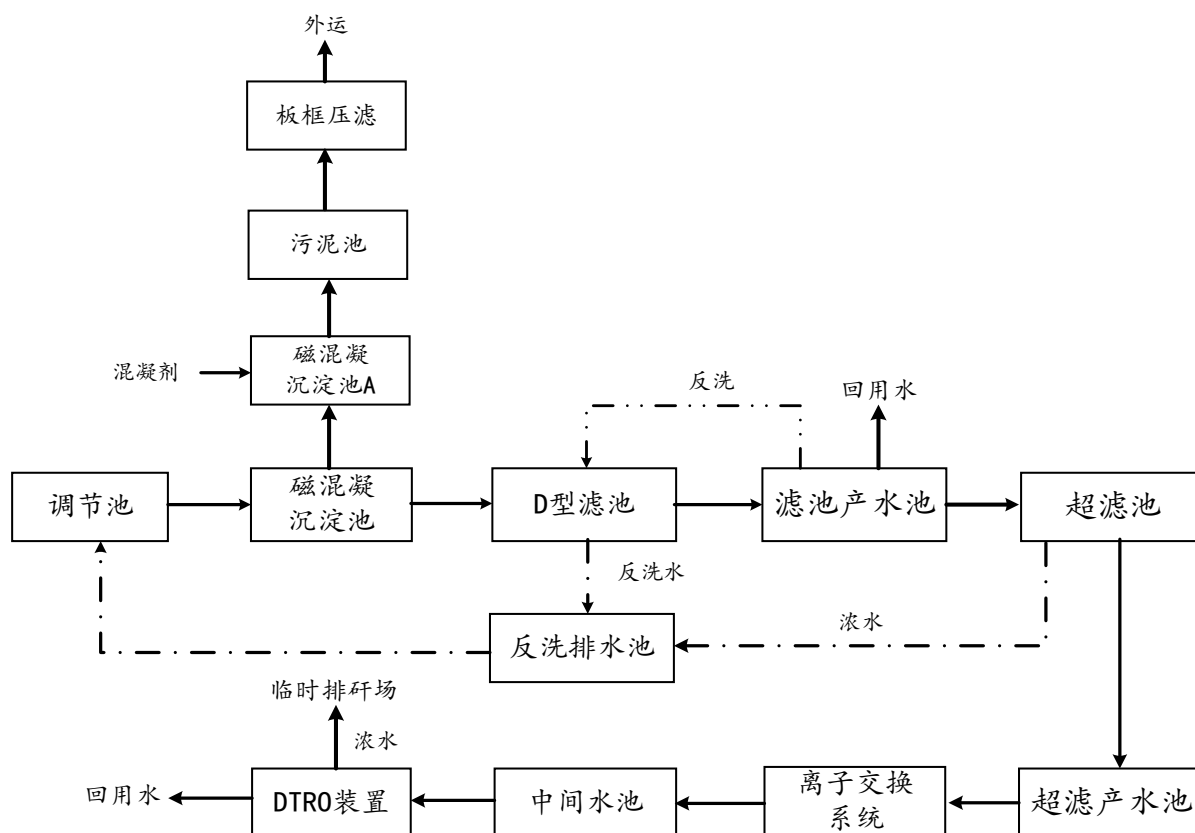 外运
板框压滤
污泥池
混凝剂
磁混凝
沉淀池A
反洗
回用水
调节池
磁混凝
沉淀池
D型滤池
滤池产水池
超滤池
反洗水
浓水
反洗排水池
临时排矸场
浓水
回用水
DTRO装置
中间水池
离子交换
系统
超滤产水池